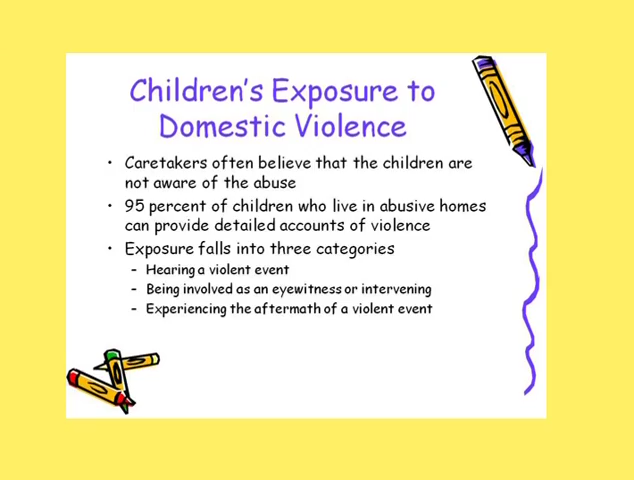 Children's Exposure to
Domestic Violence
• Caretakers often believe that the children are
not aware of the abuse
• 95 percent of children who live in abusive homes
can provide detailed accounts of violence
• Exposure falls into three categories
– Hearing a violent event
– Being involved as an eyewitness or intervening
– Experiencing the aftermath of a violent event